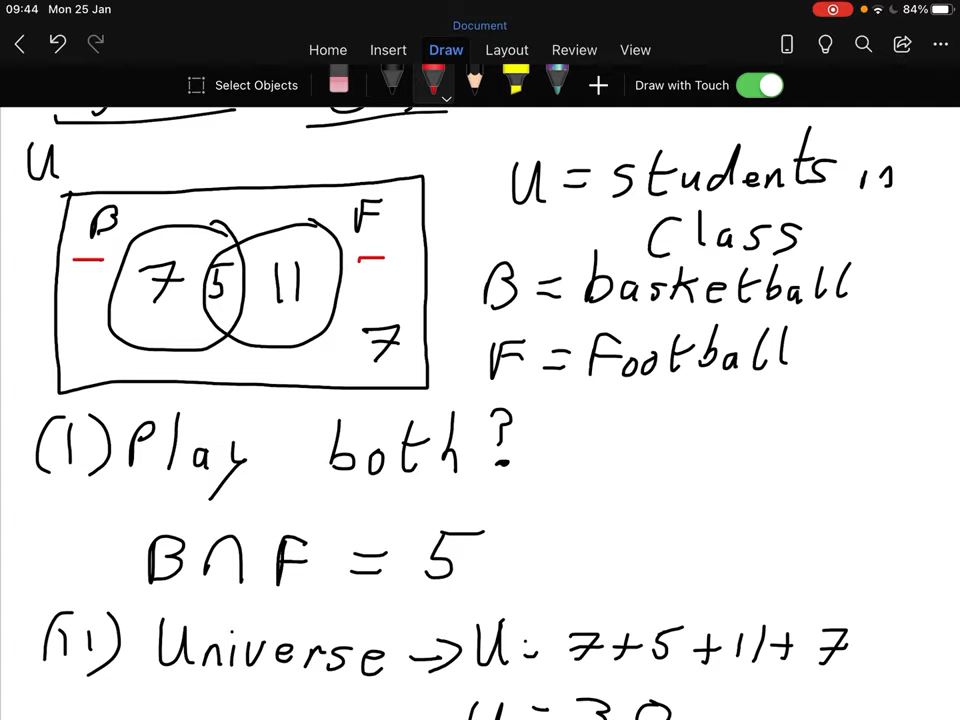 09:44 Mon 25 Jan 84%
Document
Home Insert Draw Layout Review View
Select Objects Draw with Touch
U
U = students in
Class
B F
7 5 11
7
B = basketball
F = Football
(1) Play both?
B ∩ F = 5
(11) Universe → U = 7 + 5 + 11 + 7
U = 30